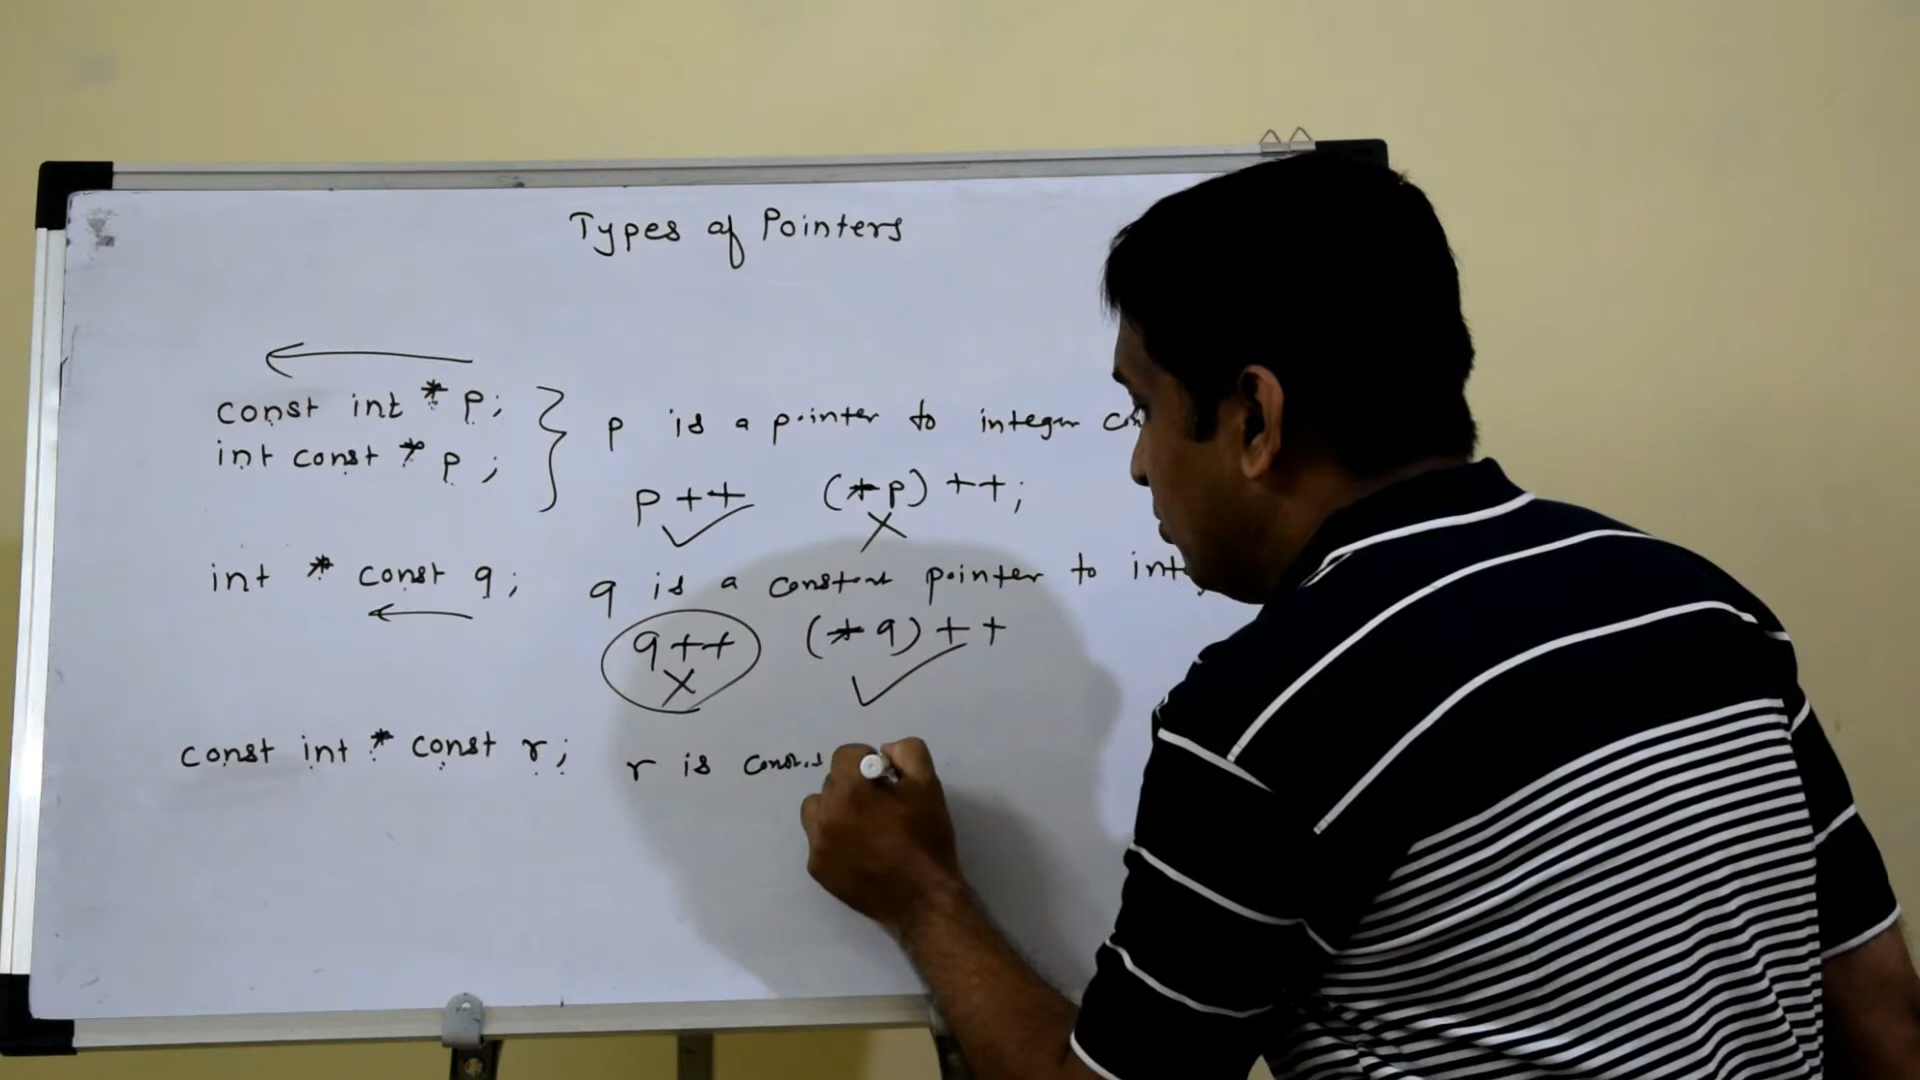 Types of Pointers
const int * p;
int const * p;
p is a pointer to integer
p++ (*p)++;
int * const q; q is a constant pointer to
q++ (*q)++
const int * const r; r is